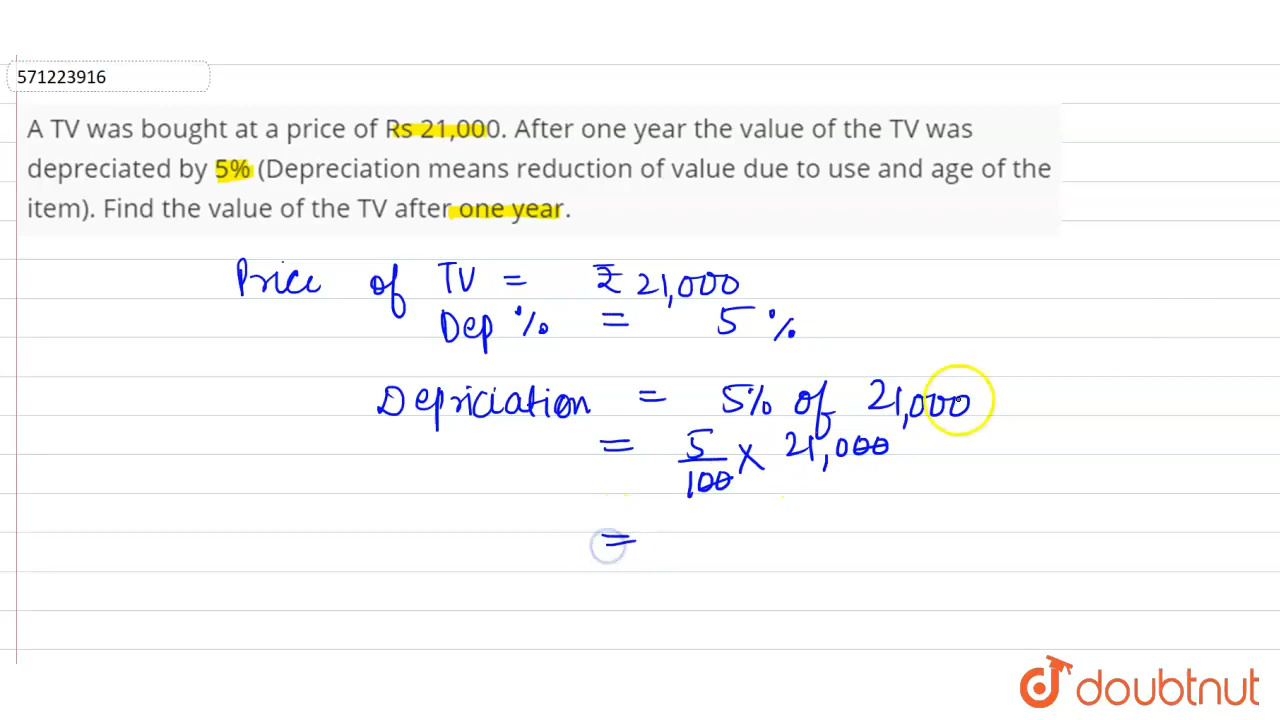 571223916
A TV was bought at a price of Rs 21,000. After one year the value of the TV was
depreciated by 5% (Depreciation means reduction of value due to use and age of the
item). Find the value of the TV after one year.
Price of TV = ₹ 21,000
Dep % = 5 %
Depriciation = 5% of 21,000
= 5/100 × 21,000
=
doubtnut